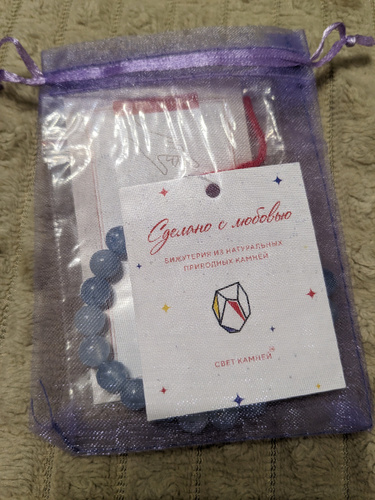 Сделано с любовью
БИЖУТЕРИЯ ИЗ НАТУРАЛЬНЫХ
ПРИРОДНЫХ КАМНЕЙ
СВЕТ КАМНЕЙ